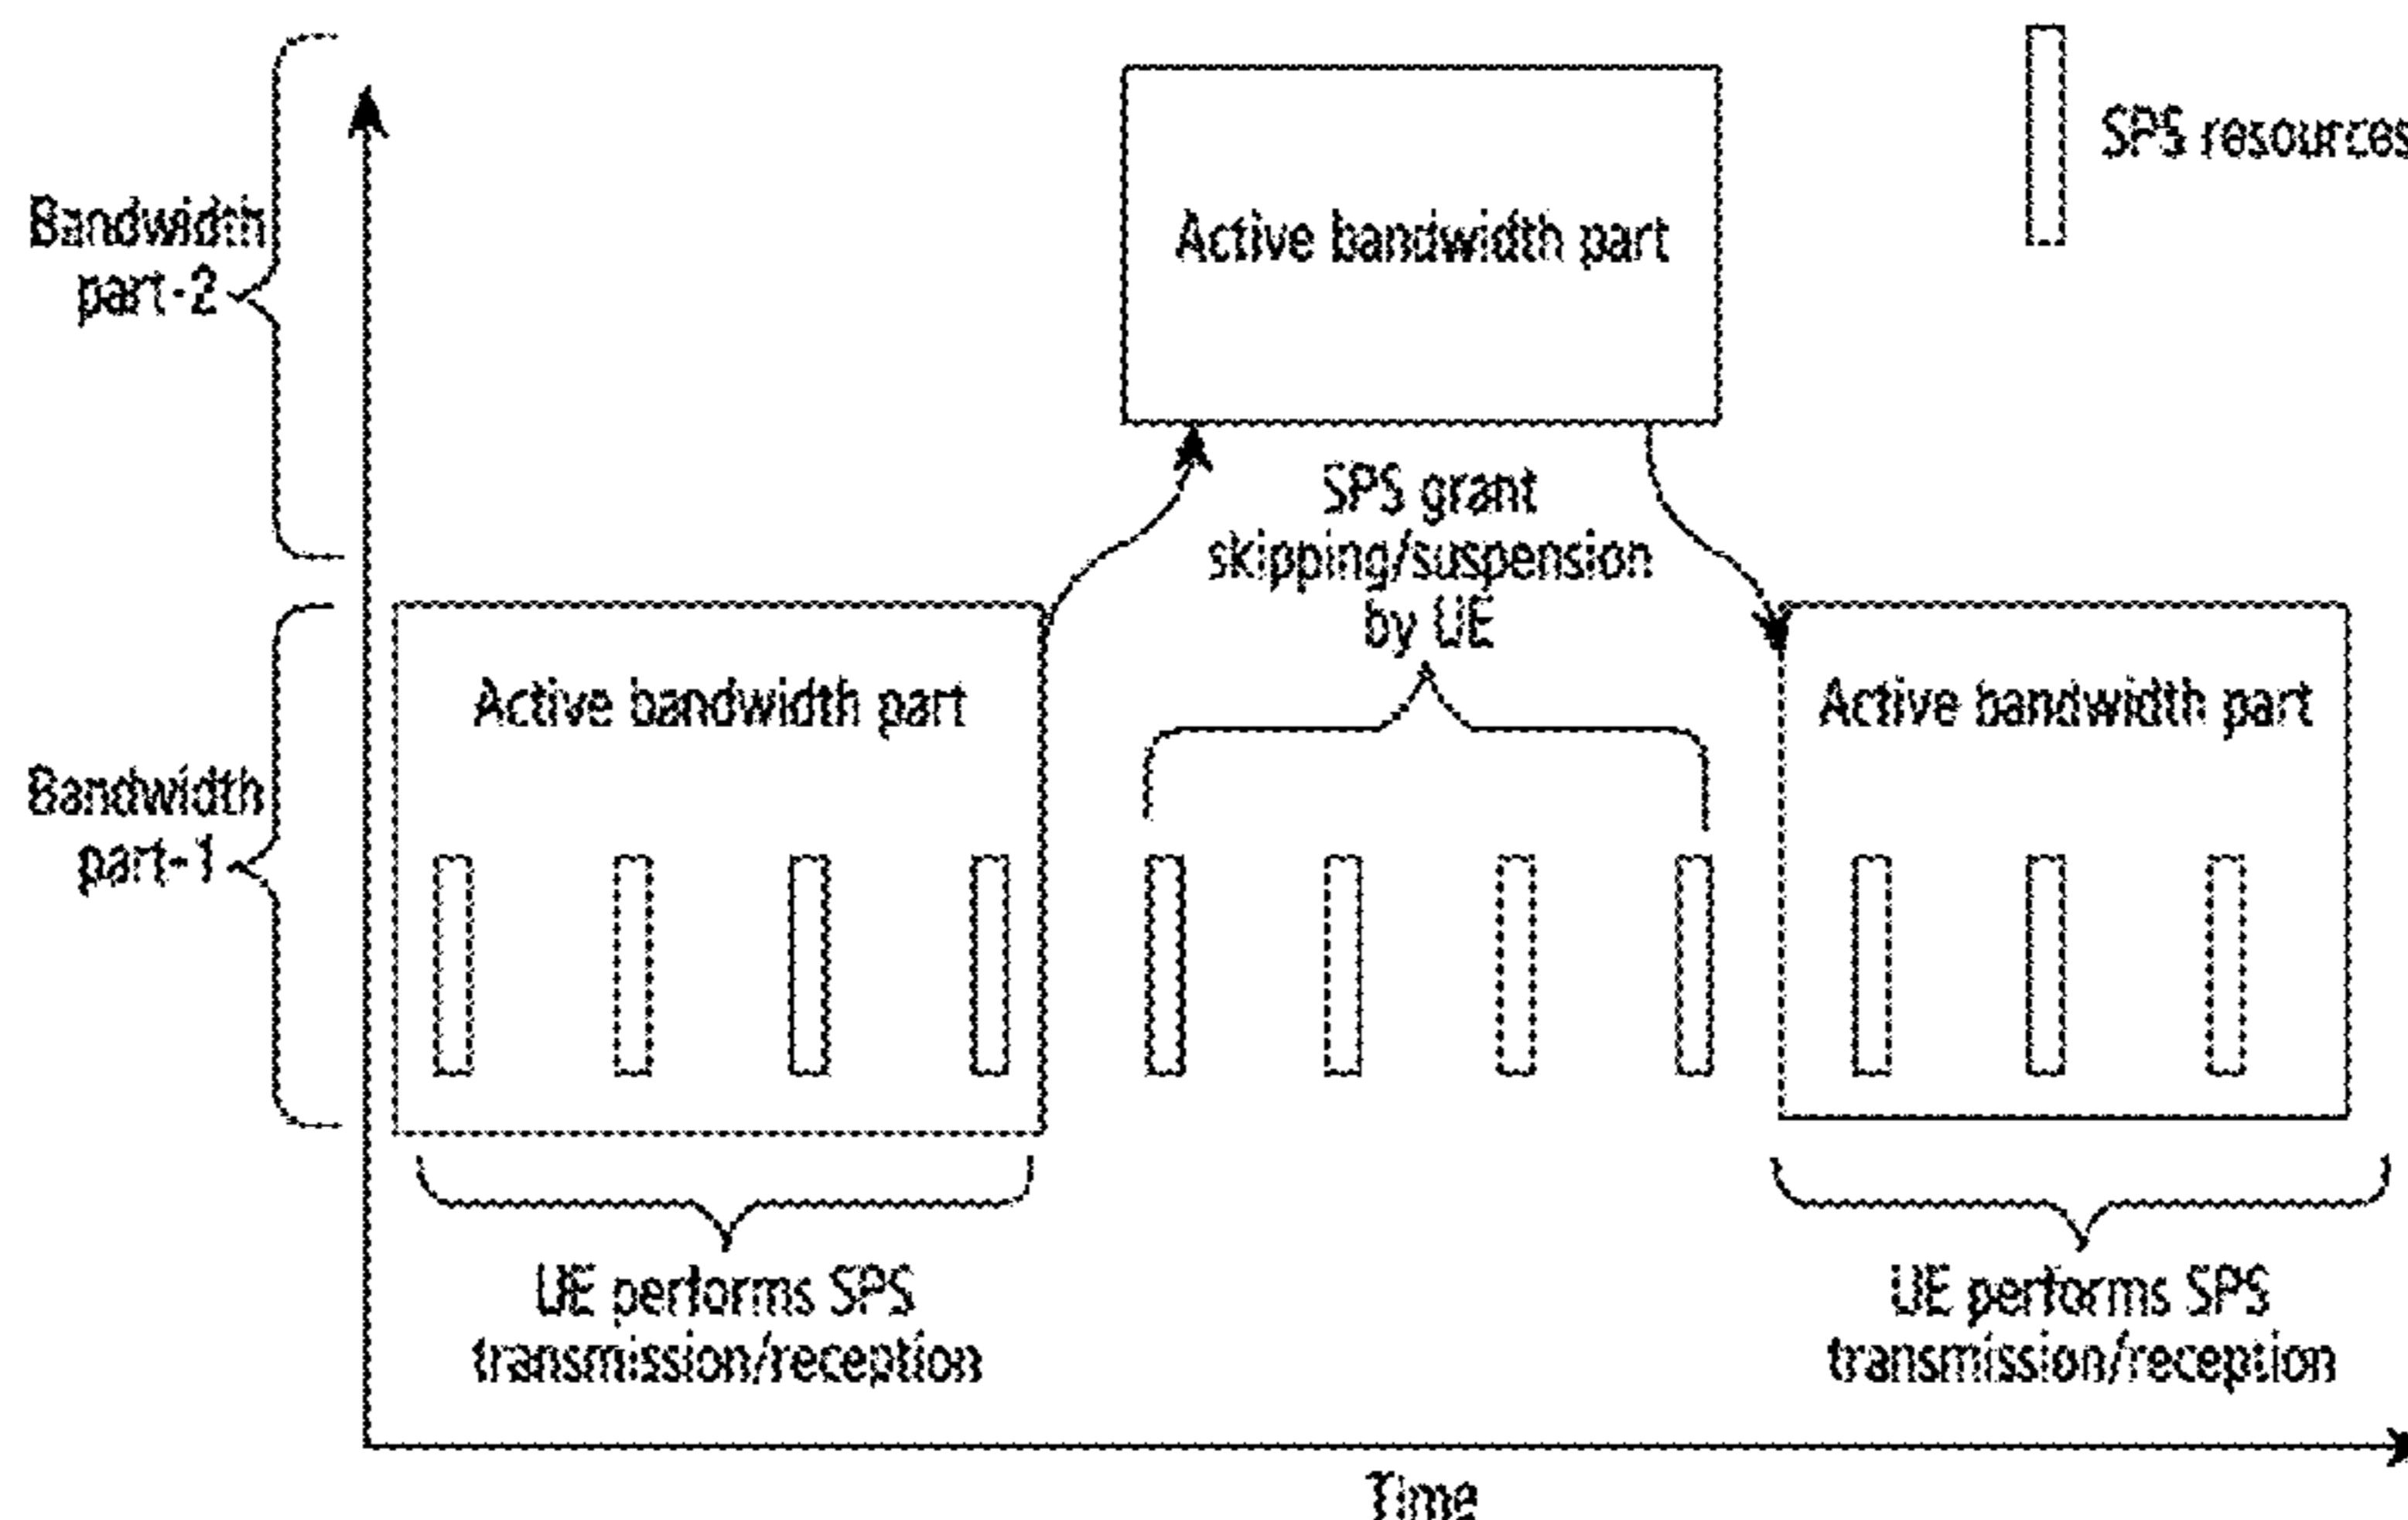 SPS resources
Bandwidth
part-2
Active bandwidth part
SPS grant
skipping/suspension
by UE
Active bandwidth part
Active bandwidth part
Bandwidth
part-1
UE performs SPS
transmission/reception
UE performs SPS
transmission/reception
Time